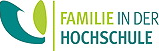 FAMILIE IN DER
HOCHSCHULE